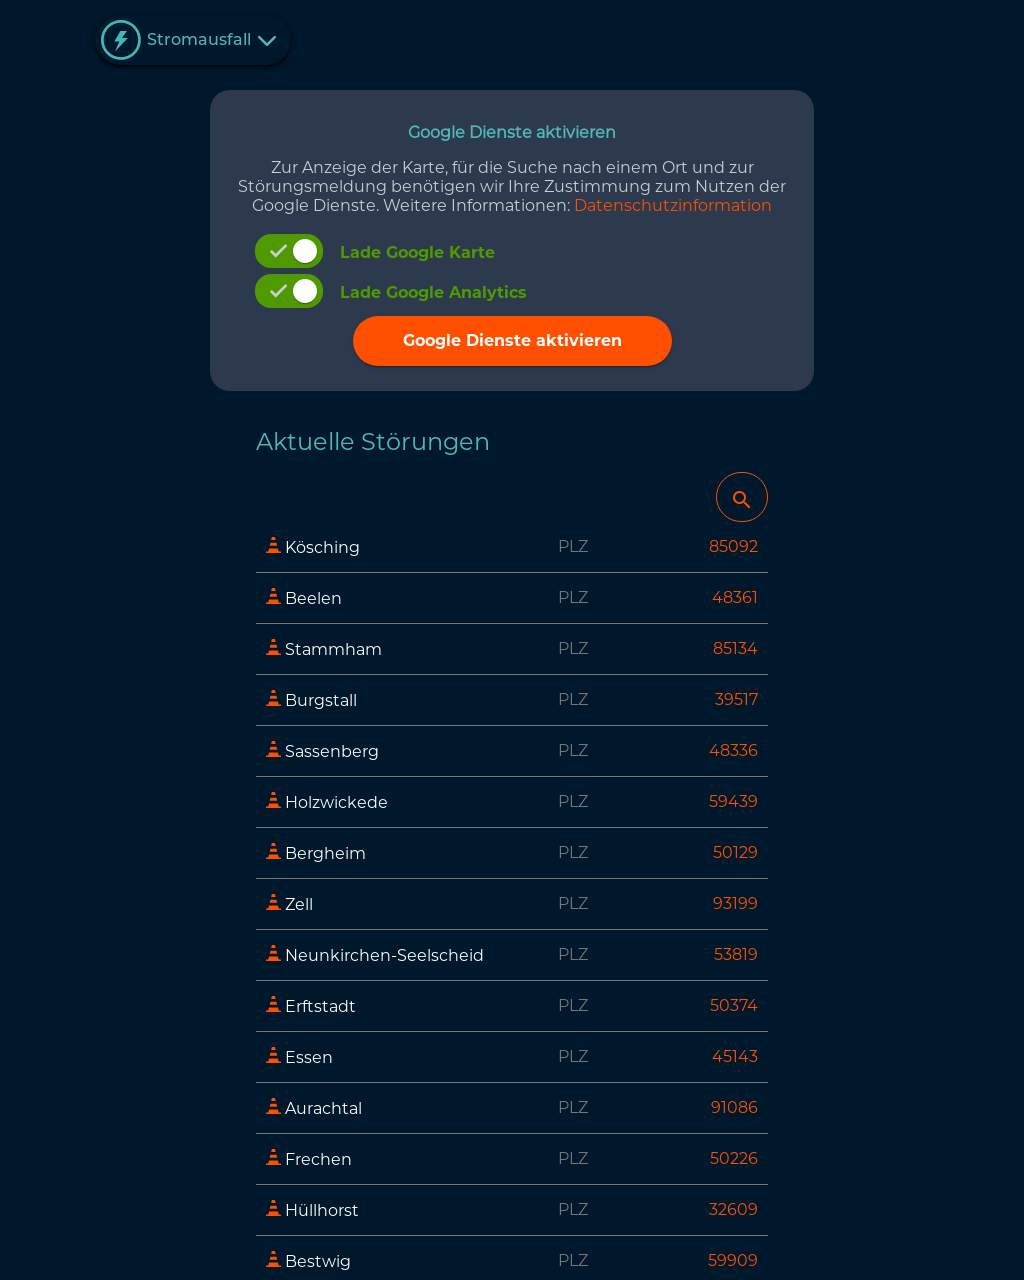 Stromausfall
Google Dienste aktivieren
Zur Anzeige der Karte, für die Suche nach einem Ort und zur
Störungsmeldung benötigen wir Ihre Zustimmung zum Nutzen der
Google Dienste. Weitere Informationen: Datenschutzinformation
Lade Google Karte
Lade Google Analytics
Google Dienste aktivieren
Aktuelle Störungen
Kösching PLZ 85092
Beelen PLZ 48361
Stammham PLZ 85134
Burgstall PLZ 39517
Sassenberg PLZ 48336
Holzwickede PLZ 59439
Bergheim PLZ 50129
Zell PLZ 93199
Neunkirchen-Seelscheid PLZ 53819
Erftstadt PLZ 50374
Essen PLZ 45143
Aurachtal PLZ 91086
Frechen PLZ 50226
Hüllhorst PLZ 32609
Bestwig PLZ 59909